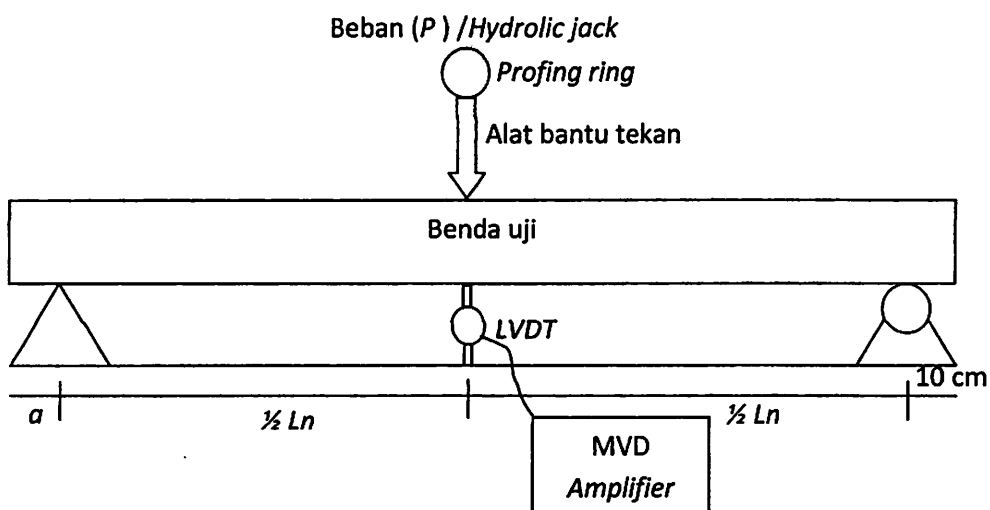 Beban (P ) /Hydrolic jack
Profing ring
Alat bantu tekan
Benda uji
LVDT
10 cm
a
½ Ln
½ Ln
MVD
Amplifier